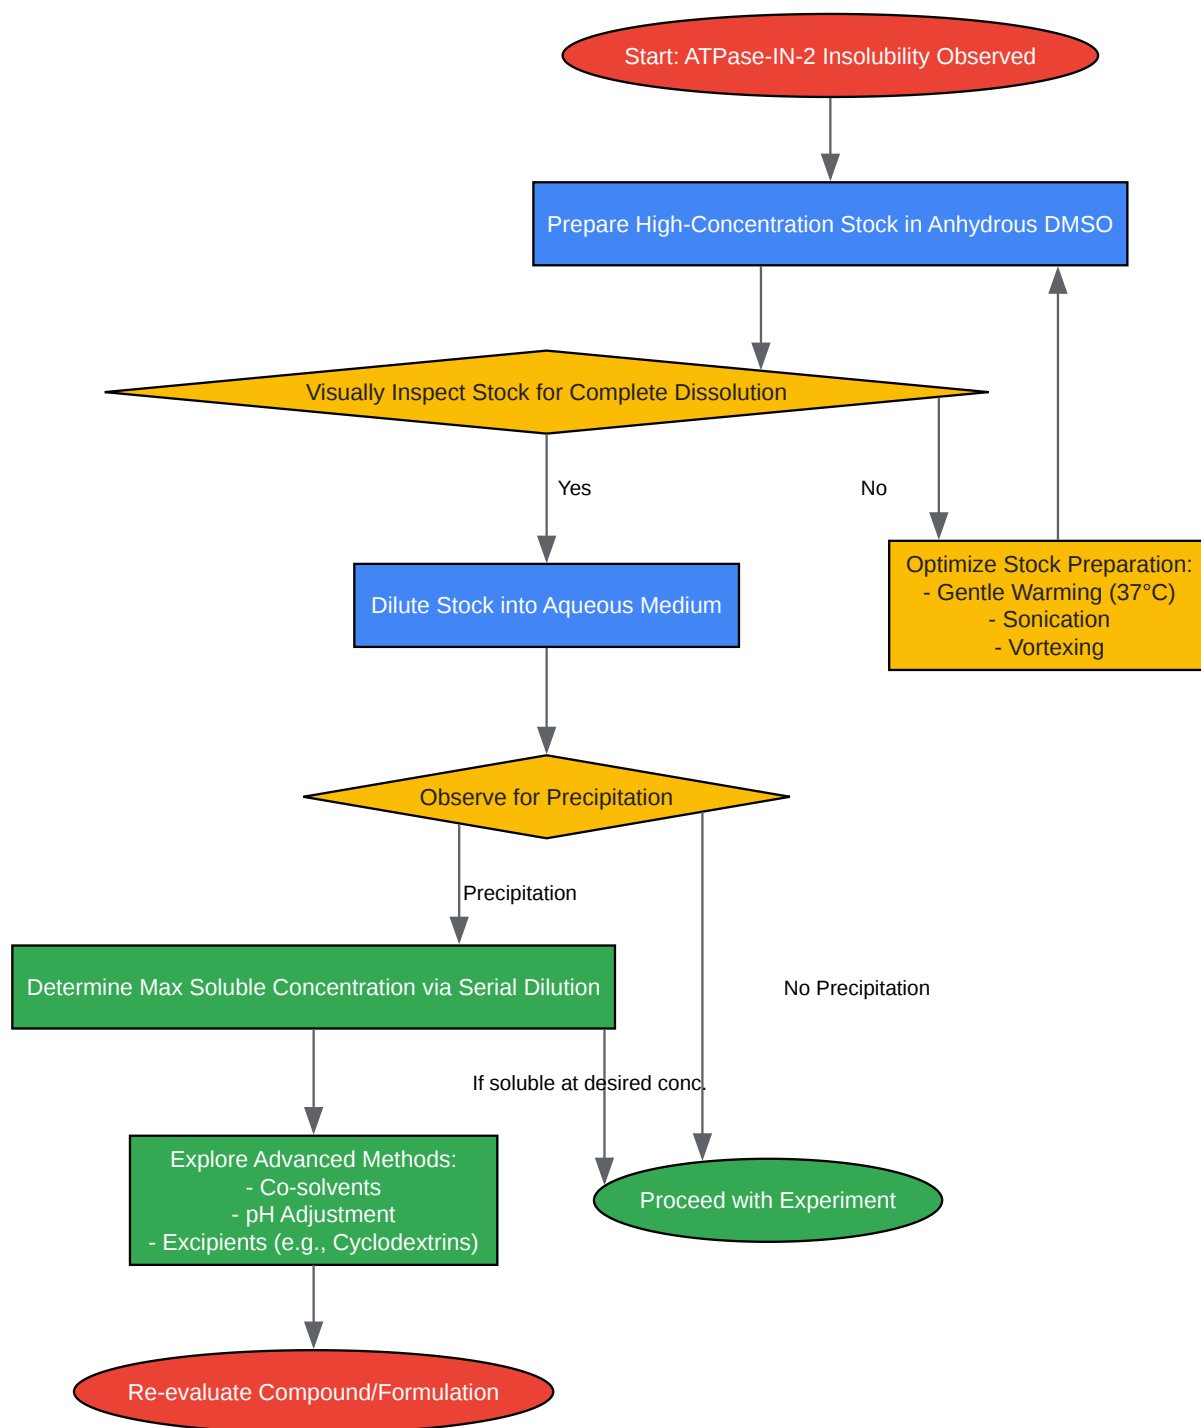 Start: ATPase-IN-2 Insolubility Observed
Prepare High-Concentration Stock in Anhydrous DMSO
Visually Inspect Stock for Complete Dissolution
Yes
No
Optimize Stock Preparation:
- Gentle Warming (37°C)
- Sonication
- Vortexing
Dilute Stock into Aqueous Medium
Observe for Precipitation
Precipitation
No Precipitation
Determine Max Soluble Concentration via Serial Dilution
If soluble at desired conc.
Explore Advanced Methods:
- Co-solvents
- pH Adjustment
- Excipients (e.g., Cyclodextrins)
Proceed with Experiment
Re-evaluate Compound/Formulation